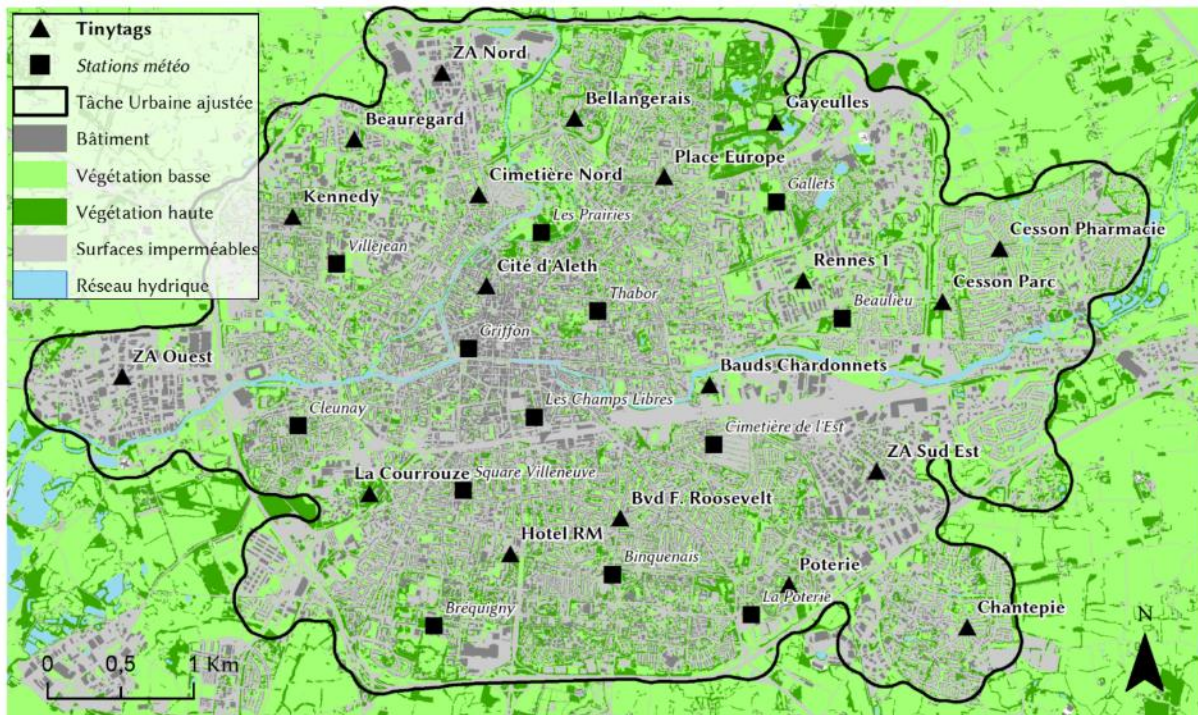 Tinytags
Stations météo
Tâche Urbaine ajustée
Bâtiment
Végétation basse
Végétation haute
Surfaces imperméables
Réseau hydrique
ZA Nord
Bellangerais
Gayeulles
Beauregard
Place Europe
Cimetière Nord
Gallets
Kennedy
Les Prairies
Cesson Pharmacie
Villejean
Cité d'Aleth
Rennes 1
Thabor
Beaulieu
Cesson Parc
Griffon
ZA Ouest
Bauds Chardonnets
Les Champs Libres
Cleunay
Cimetière de l'Est
ZA Sud Est
La Courrouze
Square Villeneuve
Bvd F. Roosevelt
Hotel RM
Binquenais
Poterie
Brequigny
La Poterie
Chantepie
N
0 0,5 1 Km